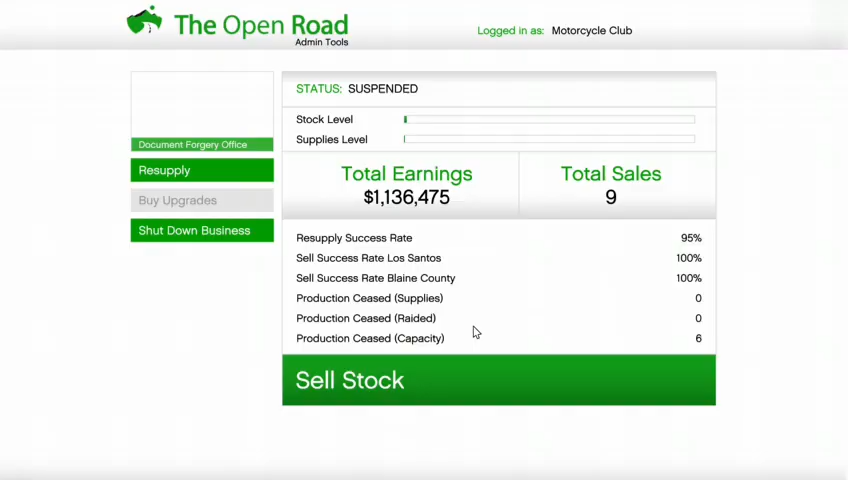 The Open Road
Admin Tools
Logged in as: Motorcycle Club
Document Forgery Office
Resupply
Buy Upgrades
Shut Down Business
STATUS: SUSPENDED
Stock Level
Supplies Level
Total Earnings
$1,136,475
Total Sales
9
Resupply Success Rate 95%
Sell Success Rate Los Santos 100%
Sell Success Rate Blaine County 100%
Production Ceased (Supplies) 0
Production Ceased (Raided) 0
Production Ceased (Capacity) 6
Sell Stock